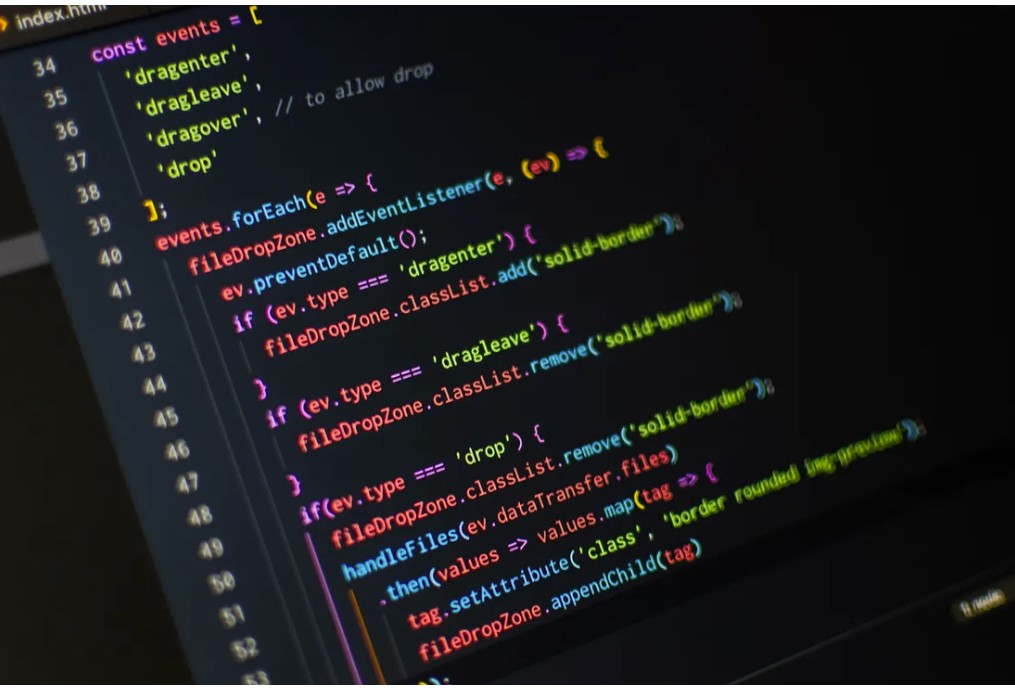 index.html
34 const events = [
35 'dragenter',
36 'dragleave',
37 'dragover', // to allow drop
38 'drop'
39 ];
40 events.forEach(e => {
41 fileDropZone.addEventListener(e, (ev) => {
42 ev.preventDefault();
43 if (ev.type === 'dragenter') {
44 fileDropZone.classList.add('solid-border');
45 }
46 if (ev.type === 'dragleave') {
47 fileDropZone.classList.remove('solid-border');
48 }
49 if(ev.type === 'drop') {
50 fileDropZone.classList.remove('solid-border');
51 handleFiles(ev.dataTransfer.files)
52 .then(values => values.map(tag => {
53 tag.setAttribute('class', 'border rounded img-preview');
fileDropZone.appendChild(tag)